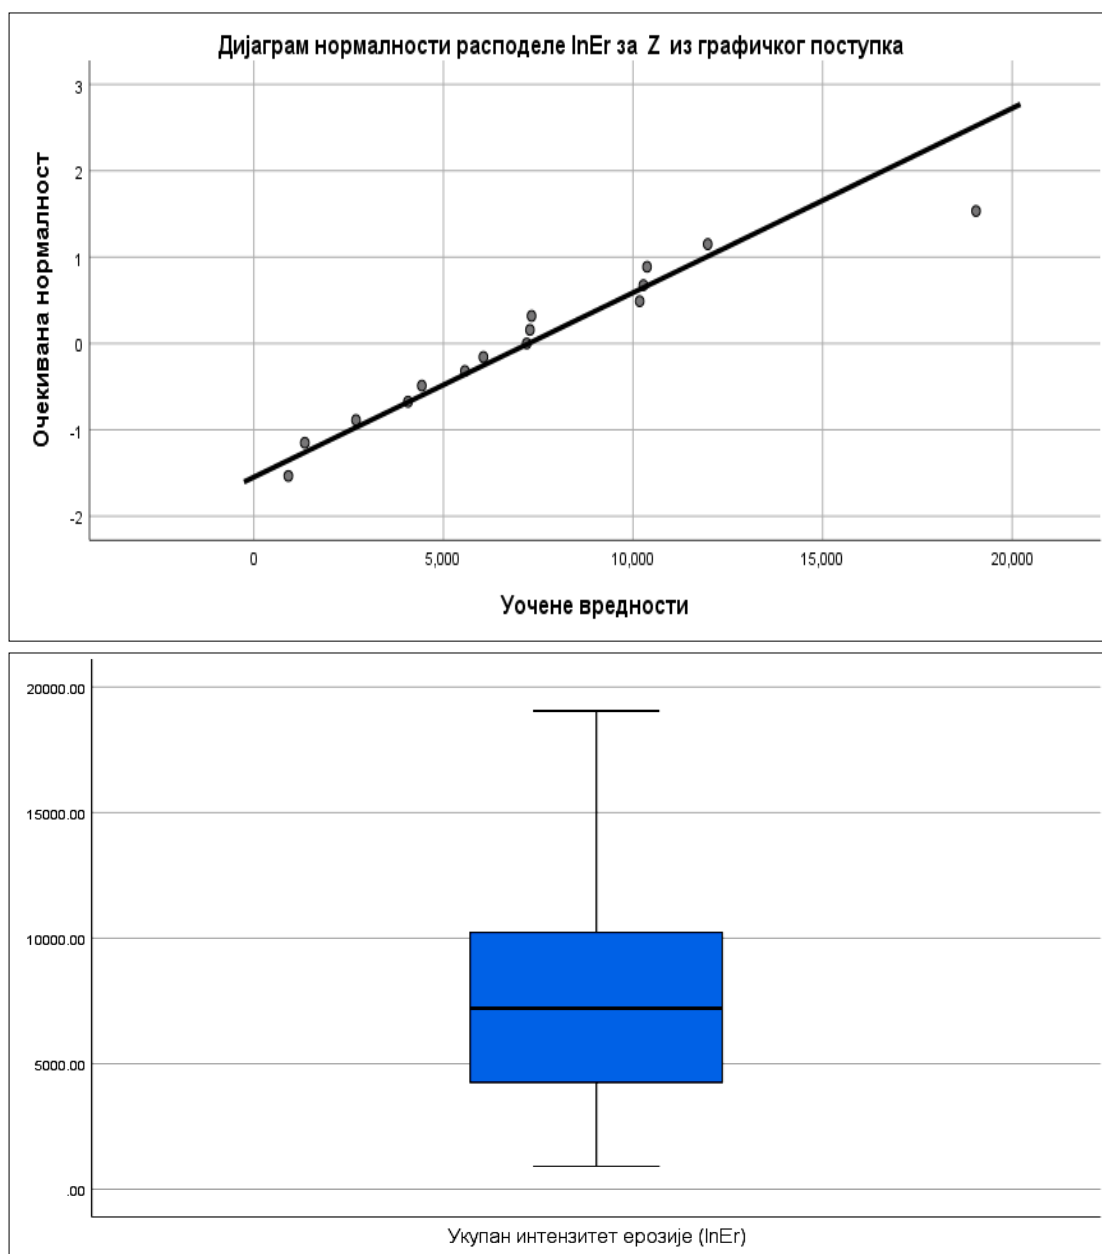 Дијаграм нормалности расподеле InEr за Z из графичког поступка
Очекивана нормалност
3
2
1
0
-1
-2
0 5,000 10,000 15,000 20,000
Уочене вредности
20000.00
15000.00
10000.00
5000.00
.00
Укупан интензитет ерозије (InEr)